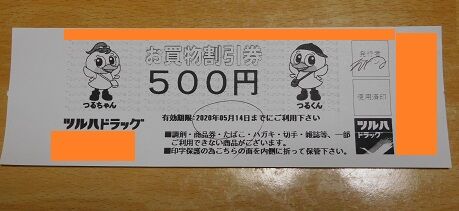 お買物割引券
500円
つるちゃん
つるくん
発行者
使用済印
有効期限:2020年05月14日までにご利用下さい
ツルハドラッグ
ツルハ
ドラッグ
■調剤・商品券・たばこ・ハガキ・切手・雑誌等、一部
ご利用できない商品がございます。
■印字保護の為こちらの面を内側に折って保管下さい。